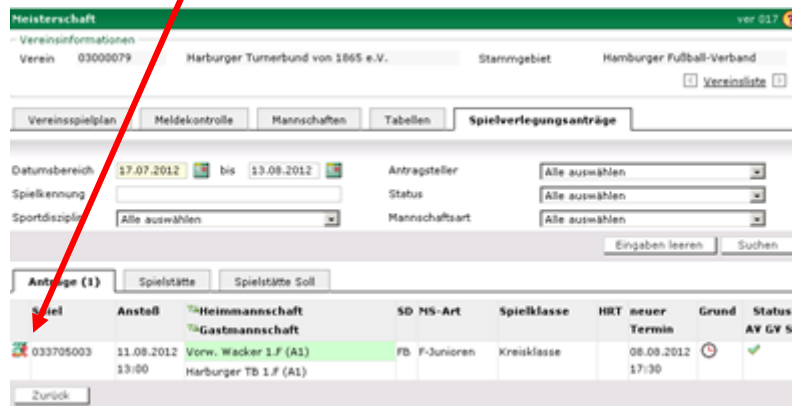 Meisterschaft ver 017
Vereinsinformationen
Verein 03000079 Harburger Turnerbund von 1865 e.V. Stammgebiet Hamburger Fußball-Verband
Vereinsliste
Vereinsspielplan Meldekontrolle Mannschaften Tabellen Spielverlegungsanträge
Datumsbereich 17.07.2012 bis 13.08.2012 Antragsteller Alle auswählen
Spielkennung Status Alle auswählen
Sportdisziplin Alle auswählen Mannschaftsart Alle auswählen
Eingaben leeren Suchen
Anträge (1) Spielstätte Spielstätte Soll
Spiel Anstoß Heimmannschaft SD MS-Art Spielklasse HRT neuer Grund Status
Gastmannschaft Termin AV GV S
033705003 11.08.2012 Vorw. Wacker 1.F (A1) FB F-Junioren Kreisklasse 08.08.2012
13:00 Harburger TB 1.F (A1) 17:30
Zurück